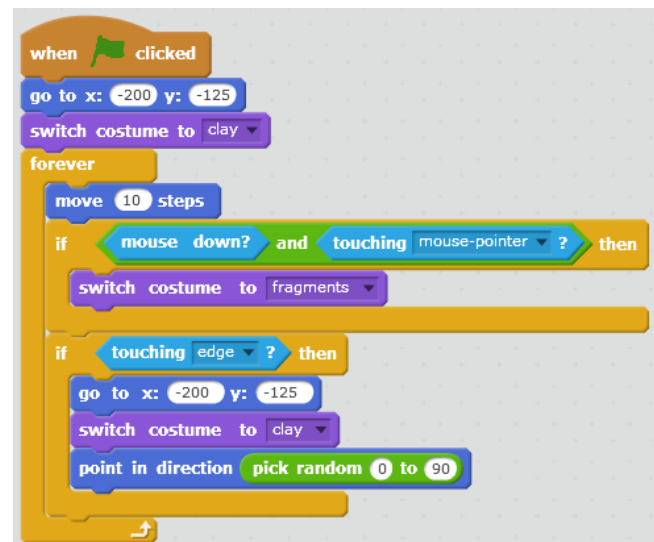 when clicked
go to x: -200 y: -125
switch costume to clay
forever
move 10 steps
if mouse down? and touching mouse-pointer ? then
switch costume to fragments
if touching edge ? then
go to x: -200 y: -125
switch costume to clay
point in direction pick random 0 to 90